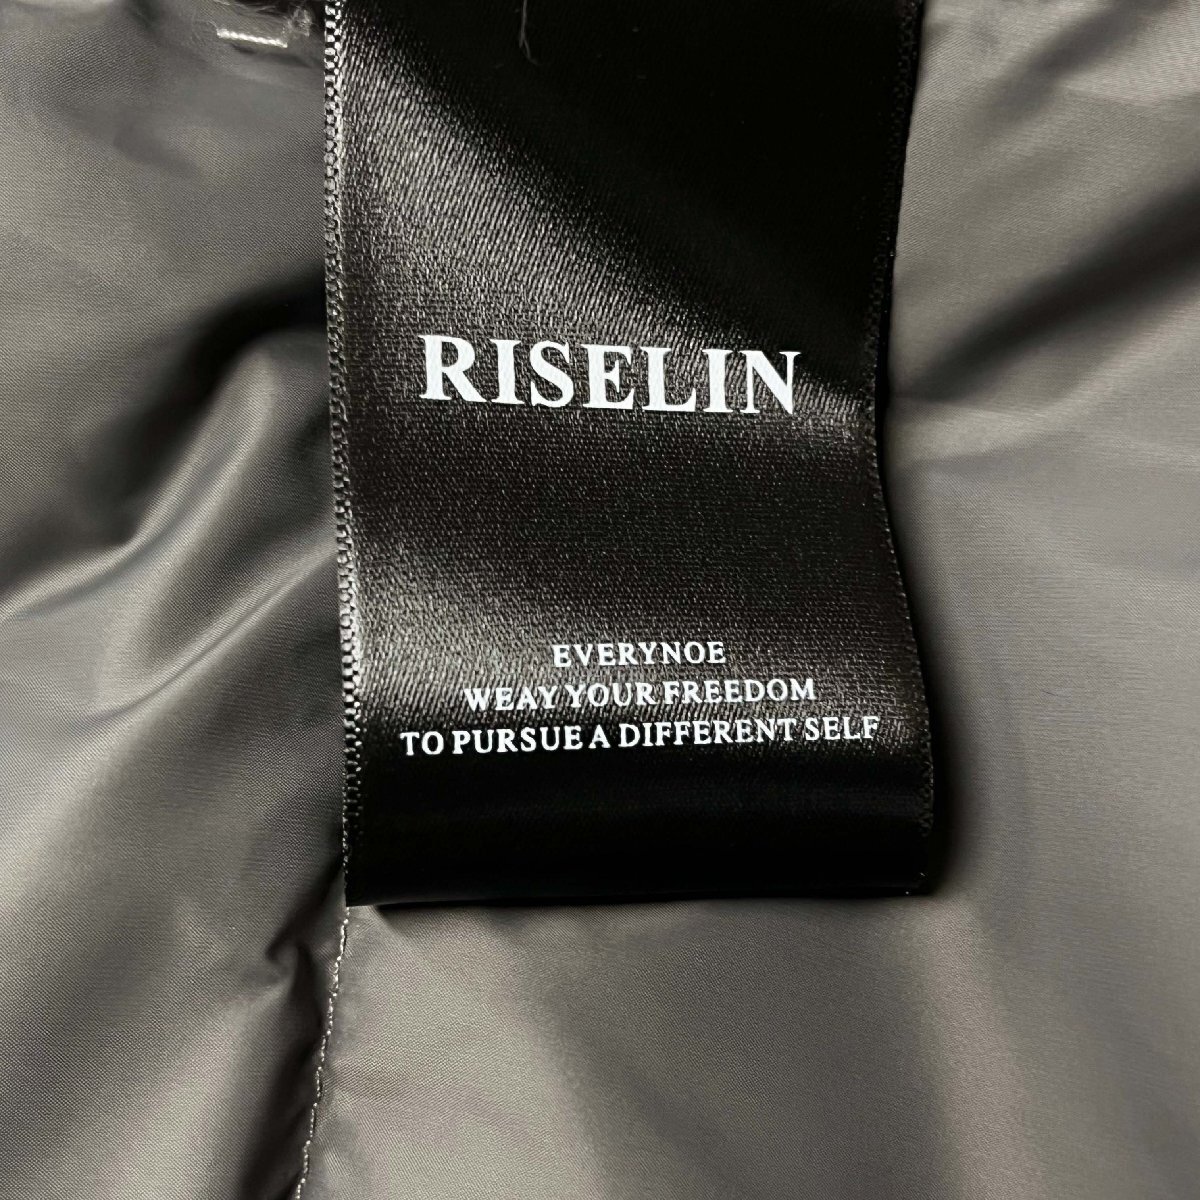 RISELIN
EVERYNOE
WEAY YOUR FREEDOM
TO PURSUE A DIFFERENT SELF